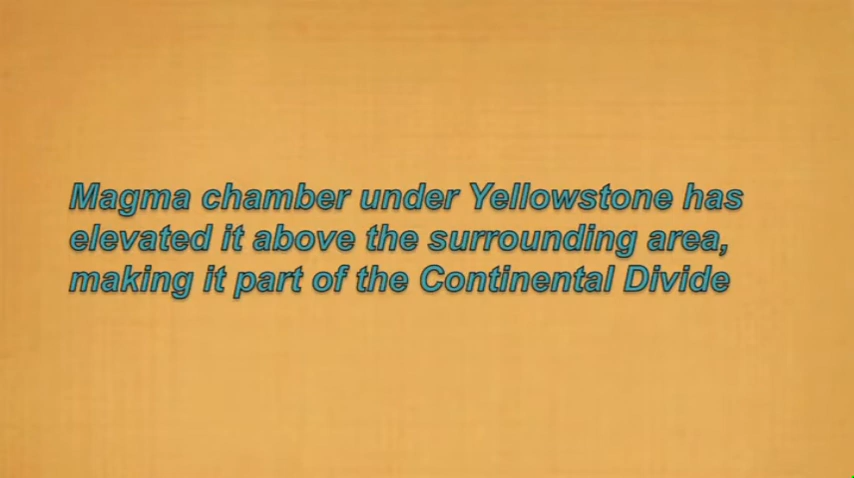 Magma chamber under Yellowstone has
elevated it above the surrounding area,
making it part of the Continental Divide